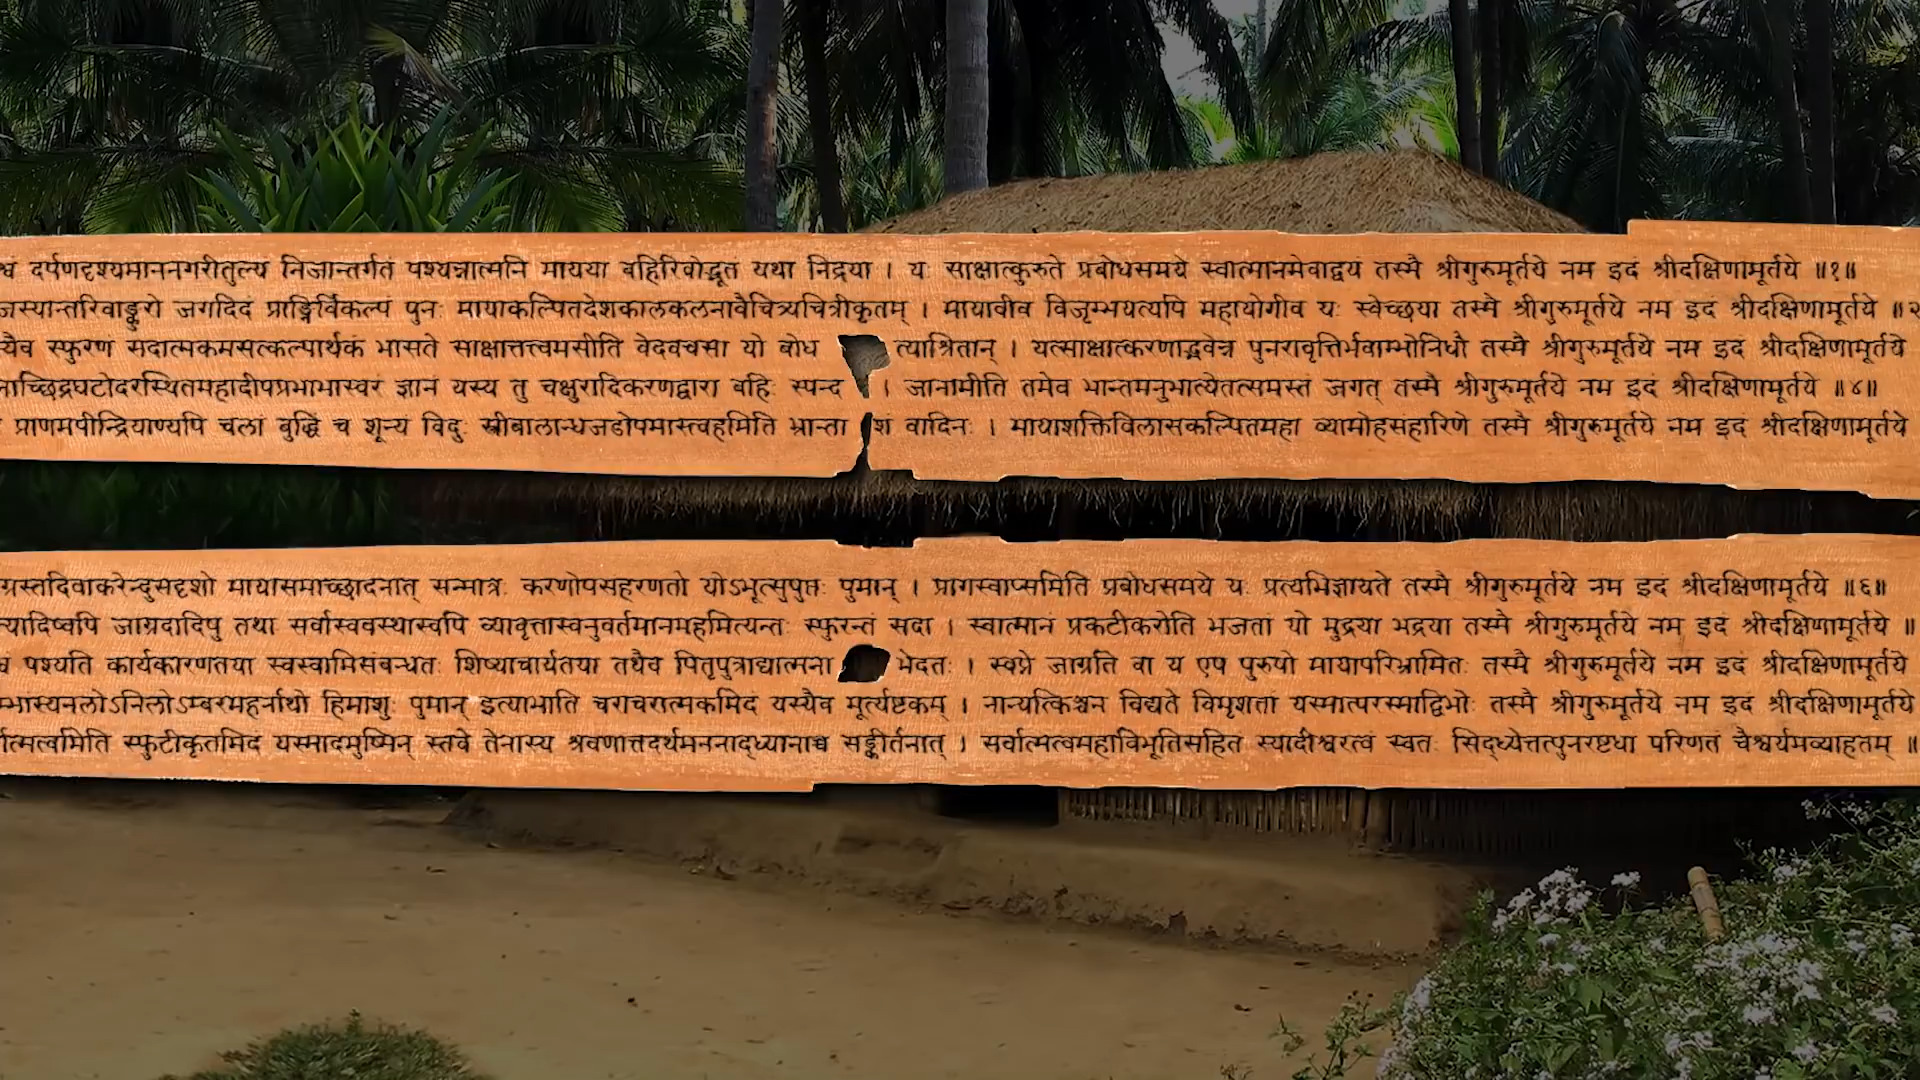 दर्पणदृश्यमाननगरीतुल्य निजान्तर्गतं पश्यन्नात्मनि मायया बहिरिवोद्भूतं यथा निद्रया । य साक्षात्कुरुते प्रबोधसमये स्वात्मानमेवाद्वयं तस्मै श्रीगुरुमूर्तये नम इदं श्रीदक्षिणामूर्तये ॥१॥
जस्यान्तरिवाङ्कुरो जगदिदं प्राङ्निर्विकल्पं पुनः मायाकल्पितदेशकालकलनावैचित्र्यचित्रीकृतम् । मायावीव विजृम्भयत्यपि महायोगीव यः स्वेच्छया तस्मै श्रीगुरुमूर्तये नम इदं श्रीदक्षिणामूर्तये ॥२
यैव स्फुरण सदात्मकमसत्कल्पार्थकं भासते साक्षात्तत्त्वमसीति वेदवचसा यो बोध त्याश्रितान् । यत्साक्षात्करणाद्भवेन्न पुनरावृत्तिर्भवाम्भोनिधौ तस्मै श्रीगुरुमूर्तये नम इदं श्रीदक्षिणामूर्तये
नाच्छिद्रघटोदरस्थितमहादीपप्रभाभास्वरं ज्ञानं यस्य तु चक्षुरादिकरणद्वारा बहिः स्पन्द । जानामीति तमेव भान्तमनुभात्येतत्समस्तं जगत् तस्मै श्रीगुरुमूर्तये नम इदं श्रीदक्षिणामूर्तये ॥४॥
प्राणमपीन्द्रियाण्यपि चलां बुद्धिं च शून्यं विदुः स्त्रीबालान्धजडोपमास्त्वहमिति भ्रान्ता शं वादिनः । मायाशक्तिविलासकल्पितमहा व्यामोहसंहारिणे तस्मै श्रीगुरुमूर्तये नम इदं श्रीदक्षिणामूर्तये
ग्रस्तदिवाकरेन्दुसदृशो मायासमाच्छादनात् सन्मात्रः करणोपसंहरणतो योऽभूत्सुषुप्तः पुमान् । प्रागस्वाप्समिति प्रबोधसमये यः प्रत्यभिज्ञायते तस्मै श्रीगुरुमूर्तये नम इदं श्रीदक्षिणामूर्तये ॥६॥
त्यादिष्वपि जाग्रदादिषु तथा सर्वास्ववस्थास्वपि व्यावृत्तास्वनुवर्तमानमहमित्यन्तः स्फुरन्तं सदा । स्वात्मानं प्रकटीकरोति भजतां यो मुद्रया भद्रया तस्मै श्रीगुरुमूर्तये नम इदं श्रीदक्षिणामूर्तये ॥
पश्यति कार्यकारणतया स्वस्वामिसंबन्धतः शिष्याचार्यतया तथैव पितृपुत्राद्यात्मना भेदतः । स्वप्ने जाग्रति वा य एष पुरुषो मायापरिभ्रामितः तस्मै श्रीगुरुमूर्तये नम इदं श्रीदक्षिणामूर्तये
म्भांस्यनलोऽनिलोऽम्बरमहर्नाथो हिमांशुः पुमान् इत्याभाति चराचरात्मकमिदं यस्यैव मूर्त्यष्टकम् । नान्यत्किञ्चन विद्यते विमृशतां यस्मात्परस्माद्विभोः तस्मै श्रीगुरुमूर्तये नम इदं श्रीदक्षिणामूर्तये
त्मत्वमिति स्फुटीकृतमिदं यस्मादमुष्मिन् स्तवे तेनास्य श्रवणात्तदर्थमननाद्ध्यानाच्च सङ्कीर्तनात् । सर्वात्मत्वमहाविभूतिसहितं स्यादीश्वरत्वं स्वतः सिद्ध्येत्तत्पुनरष्टधा परिणतं चैश्वर्यमव्याहतम् ॥